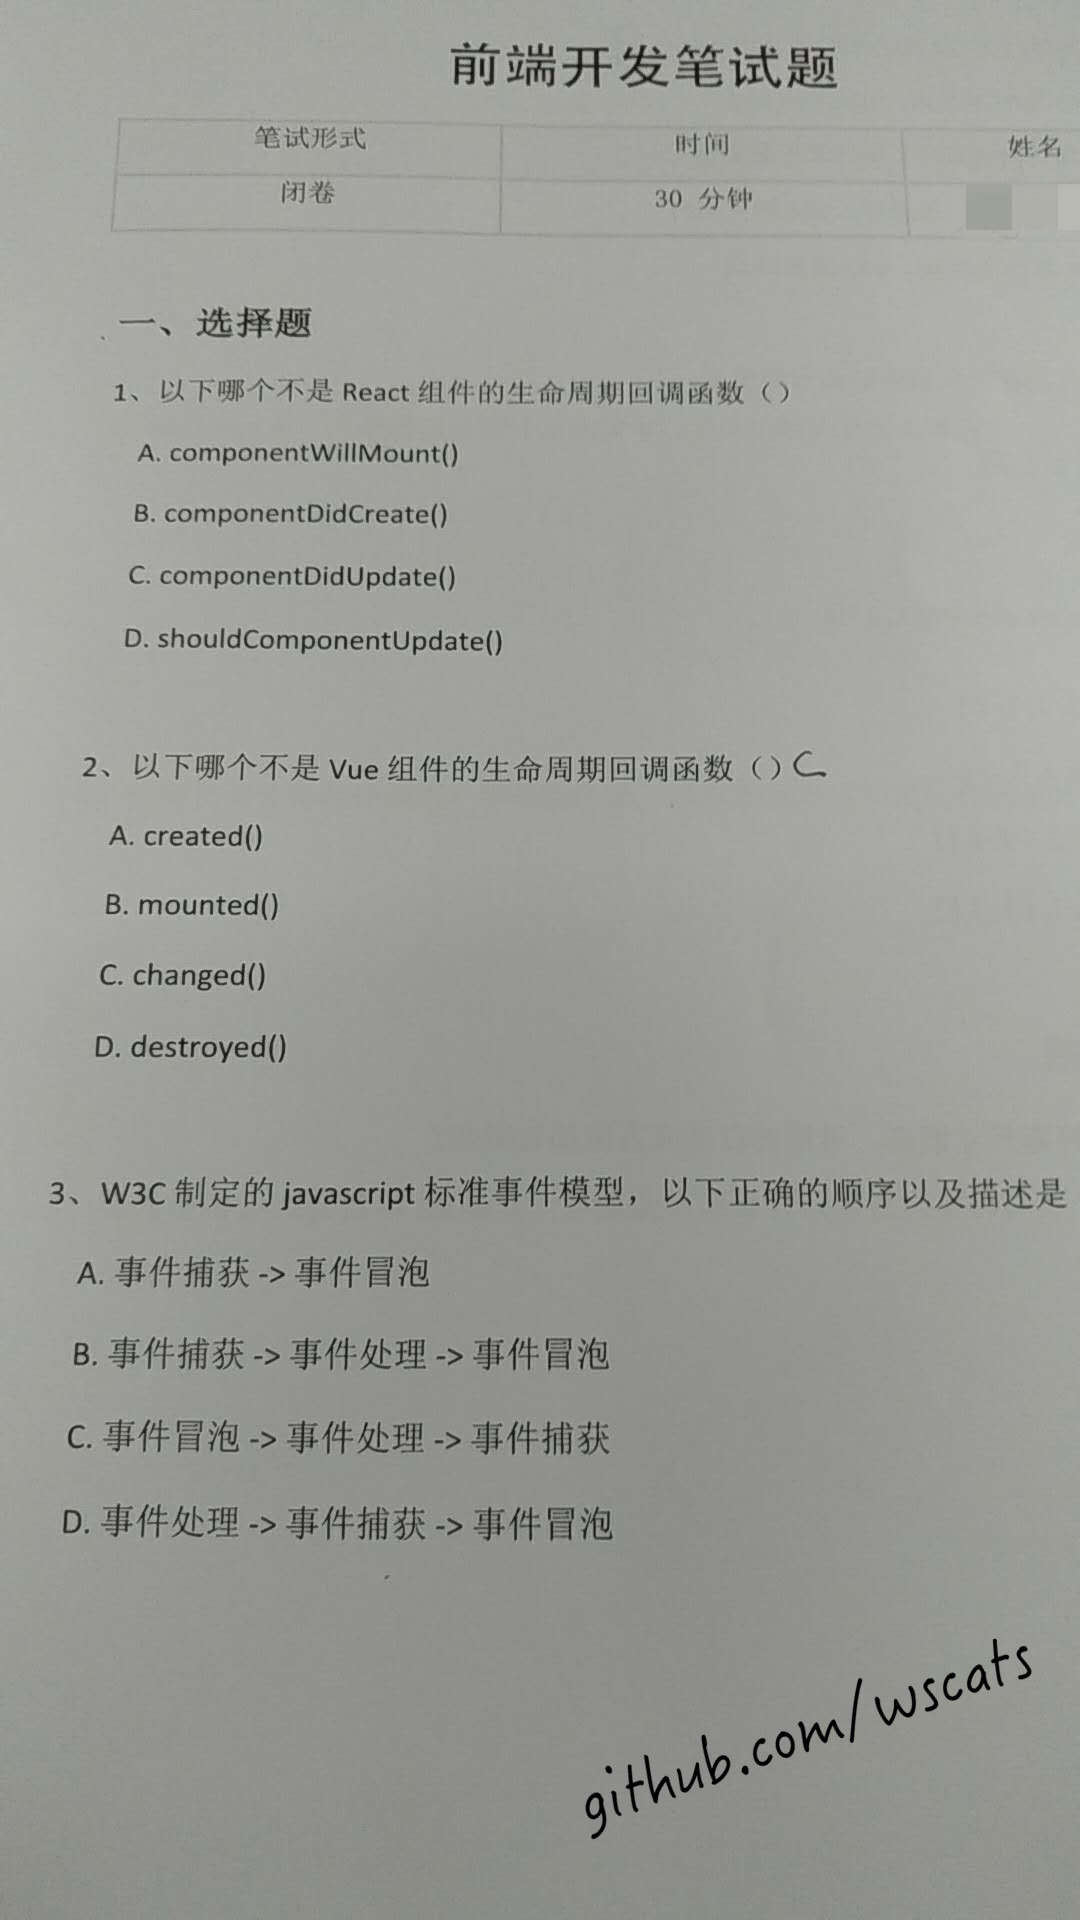 前端开发笔试题
笔试形式 时间 姓名
闭卷 30 分钟
一、选择题
1、以下哪个不是 React 组件的生命周期回调函数（）
A. componentWillMount()
B. componentDidCreate()
C. componentDidUpdate()
D. shouldComponentUpdate()
2、以下哪个不是 Vue 组件的生命周期回调函数（）C
A. created()
B. mounted()
C. changed()
D. destroyed()
3、W3C 制定的 javascript 标准事件模型，以下正确的顺序以及描述是
A. 事件捕获 -> 事件冒泡
B. 事件捕获 -> 事件处理 -> 事件冒泡
C. 事件冒泡 -> 事件处理 -> 事件捕获
D. 事件处理 -> 事件捕获 -> 事件冒泡
github.com/wscats